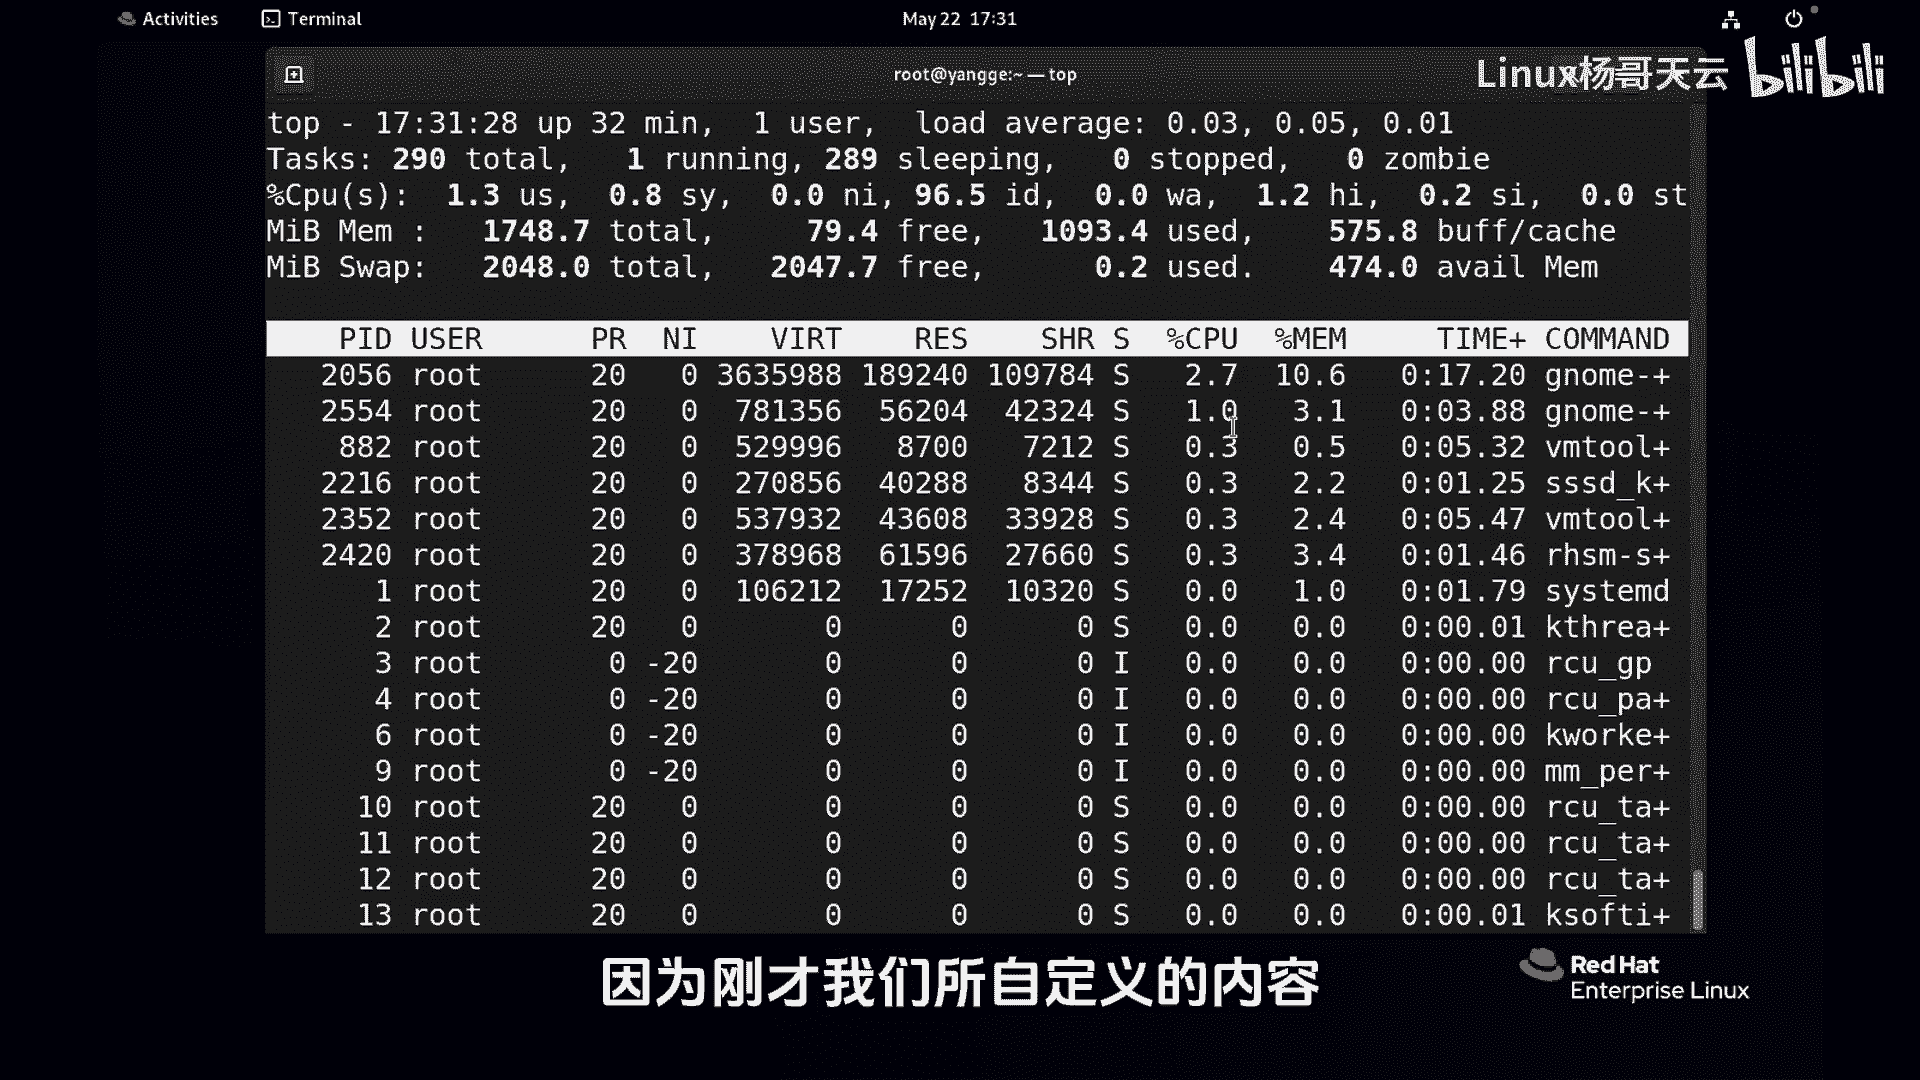 Activities Terminal May 22 17:31
root@yangge:~ — top
Linux杨哥天云 bilibili
top - 17:31:28 up 32 min,  1 user,  load average: 0.03, 0.05, 0.01
Tasks: 290 total,   1 running, 289 sleeping,   0 stopped,   0 zombie
%Cpu(s):  1.3 us,  0.8 sy,  0.0 ni, 96.5 id,  0.0 wa,  1.2 hi,  0.2 si,  0.0 st
MiB Mem :   1748.7 total,     79.4 free,   1093.4 used,    575.8 buff/cache
MiB Swap:   2048.0 total,   2047.7 free,      0.2 used.    474.0 avail Mem
PID USER PR NI VIRT RES SHR S %CPU %MEM TIME+ COMMAND
2056 root 20 0 3635988 189240 109784 S 2.7 10.6 0:17.20 gnome-+
2554 root 20 0 781356 56204 42324 S 1.0 3.1 0:03.88 gnome-+
882 root 20 0 529996 8700 7212 S 0.3 0.5 0:05.32 vmtool+
2216 root 20 0 270856 40288 8344 S 0.3 2.2 0:01.25 sssd_k+
2352 root 20 0 537932 43608 33928 S 0.3 2.4 0:05.47 vmtool+
2420 root 20 0 378968 61596 27660 S 0.3 3.4 0:01.46 rhsm-s+
1 root 20 0 106212 17252 10320 S 0.0 1.0 0:01.79 systemd
2 root 20 0 0 0 0 S 0.0 0.0 0:00.01 kthrea+
3 root 0 -20 0 0 0 I 0.0 0.0 0:00.00 rcu_gp
4 root 0 -20 0 0 0 I 0.0 0.0 0:00.00 rcu_pa+
6 root 0 -20 0 0 0 I 0.0 0.0 0:00.00 kworke+
9 root 0 -20 0 0 0 I 0.0 0.0 0:00.00 mm_per+
10 root 20 0 0 0 0 S 0.0 0.0 0:00.00 rcu_ta+
11 root 20 0 0 0 0 S 0.0 0.0 0:00.00 rcu_ta+
12 root 20 0 0 0 0 S 0.0 0.0 0:00.00 rcu_ta+
13 root 20 0 0 0 0 S 0.0 0.0 0:00.01 ksofti+
因为刚才我们所自定义的内容
Red Hat
Enterprise Linux